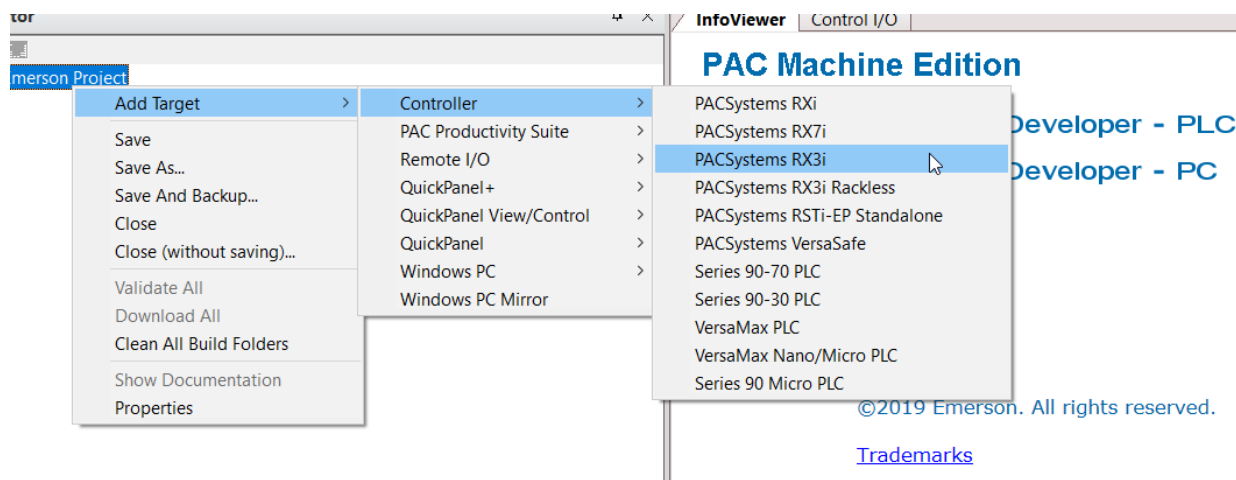 InfoViewer
Control I/O
Project
PAC Machine Edition
Developer - PLC
Developer - PC
Add Target
Save
Save As...
Save And Backup...
Close
Close (without saving)...
Validate All
Download All
Clean All Build Folders
Show Documentation
Properties
Controller
PAC Productivity Suite
Remote I/O
QuickPanel+
QuickPanel View/Control
QuickPanel
Windows PC
Windows PC Mirror
PACSystems RXi
PACSystems RX7i
PACSystems RX3i
PACSystems RX3i Rackless
PACSystems RSTi-EP Standalone
PACSystems VersaSafe
Series 90-70 PLC
Series 90-30 PLC
VersaMax PLC
VersaMax Nano/Micro PLC
Series 90 Micro PLC
©2019 Emerson. All rights reserved.
Trademarks